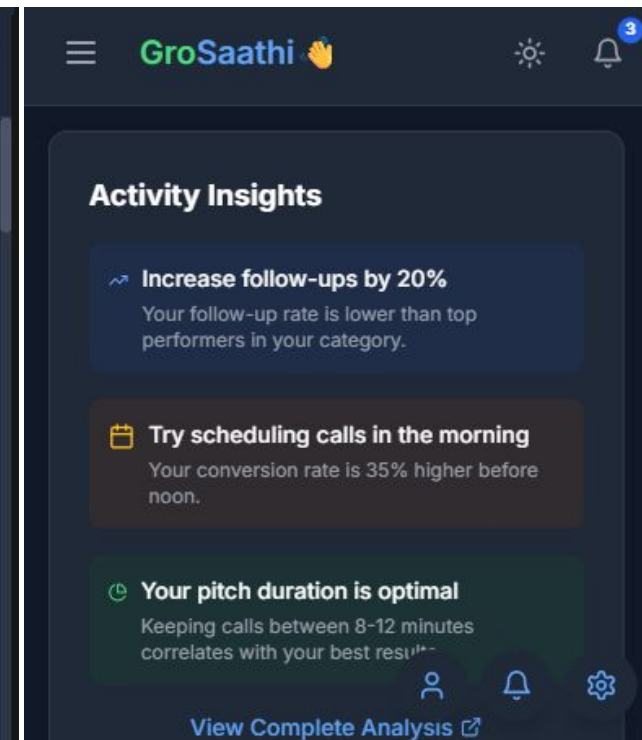 GroSaathi👋
3
Activity Insights
Increase follow-ups by 20%
Your follow-up rate is lower than top
performers in your category.
Try scheduling calls in the morning
Your conversion rate is 35% higher before
noon.
Your pitch duration is optimal
Keeping calls between 8-12 minutes
correlates with your best results.
View Complete Analysis